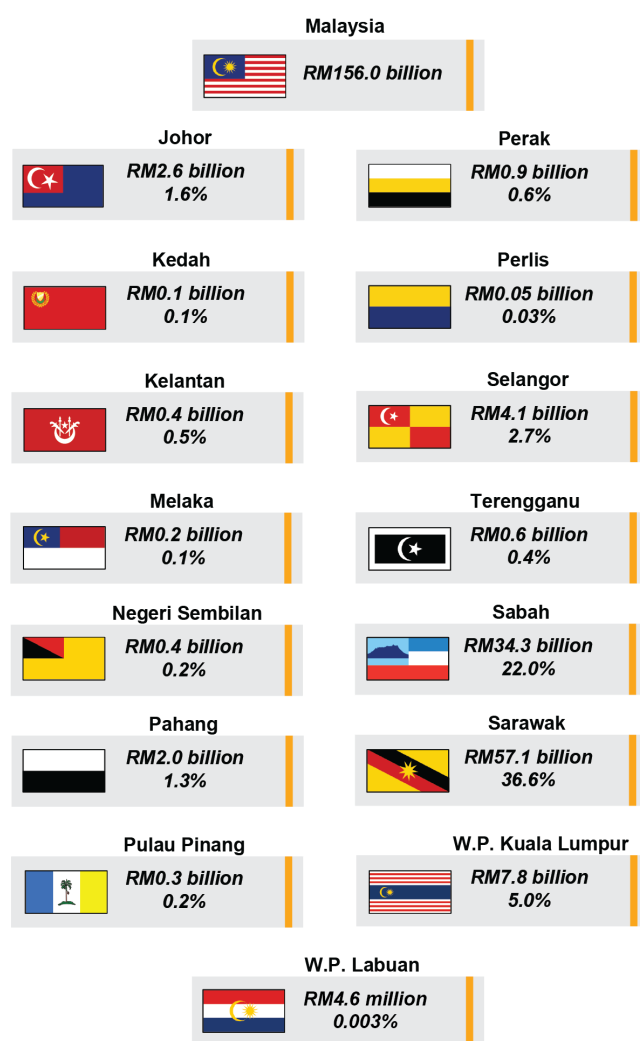 Malaysia
RM156.0 billion
Johor
RM2.6 billion
1.6%
Perak
RM0.9 billion
0.6%
Kedah
RM0.1 billion
0.1%
Perlis
RM0.05 billion
0.03%
Kelantan
RM0.4 billion
0.5%
Selangor
RM4.1 billion
2.7%
Melaka
RM0.2 billion
0.1%
Terengganu
RM0.6 billion
0.4%
Negeri Sembilan
RM0.4 billion
0.2%
Sabah
RM34.3 billion
22.0%
Pahang
RM2.0 billion
1.3%
Sarawak
RM57.1 billion
36.6%
Pulau Pinang
RM0.3 billion
0.2%
W.P. Kuala Lumpur
RM7.8 billion
5.0%
W.P. Labuan
RM4.6 million
0.003%